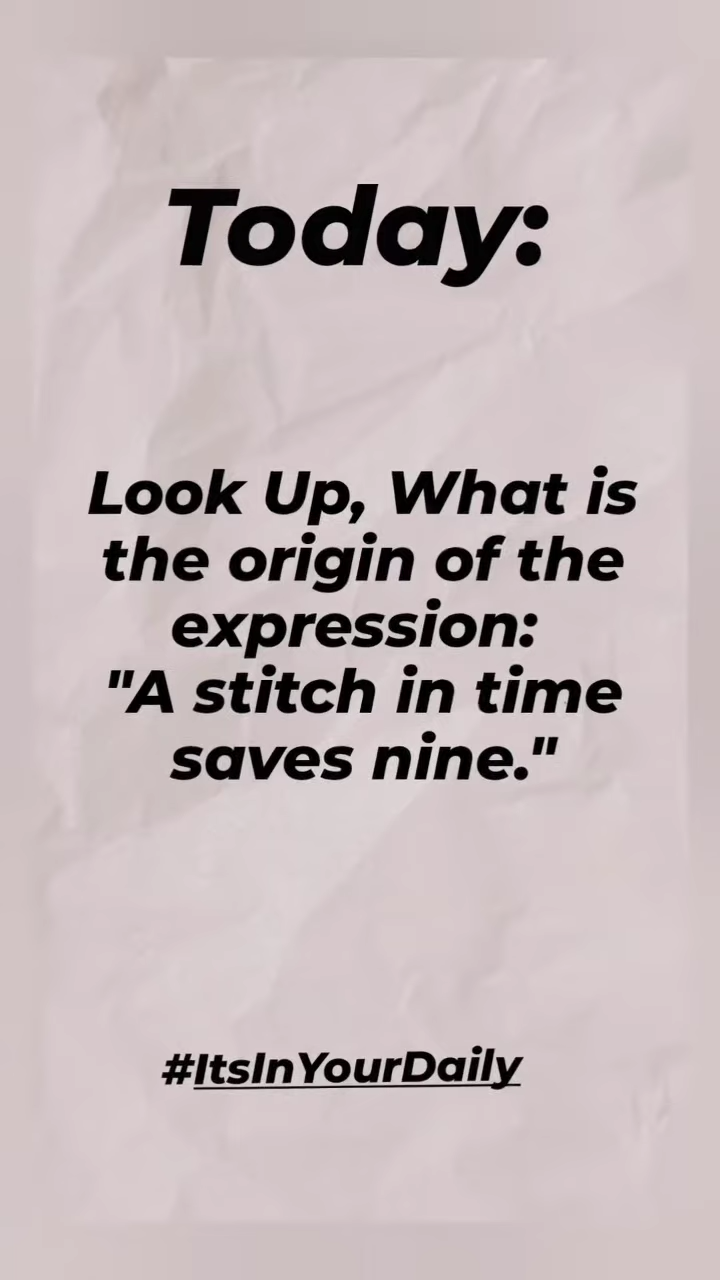 Today:
Look Up, What is
the origin of the
expression:
"A stitch in time
saves nine."
#ItsInYourDaily